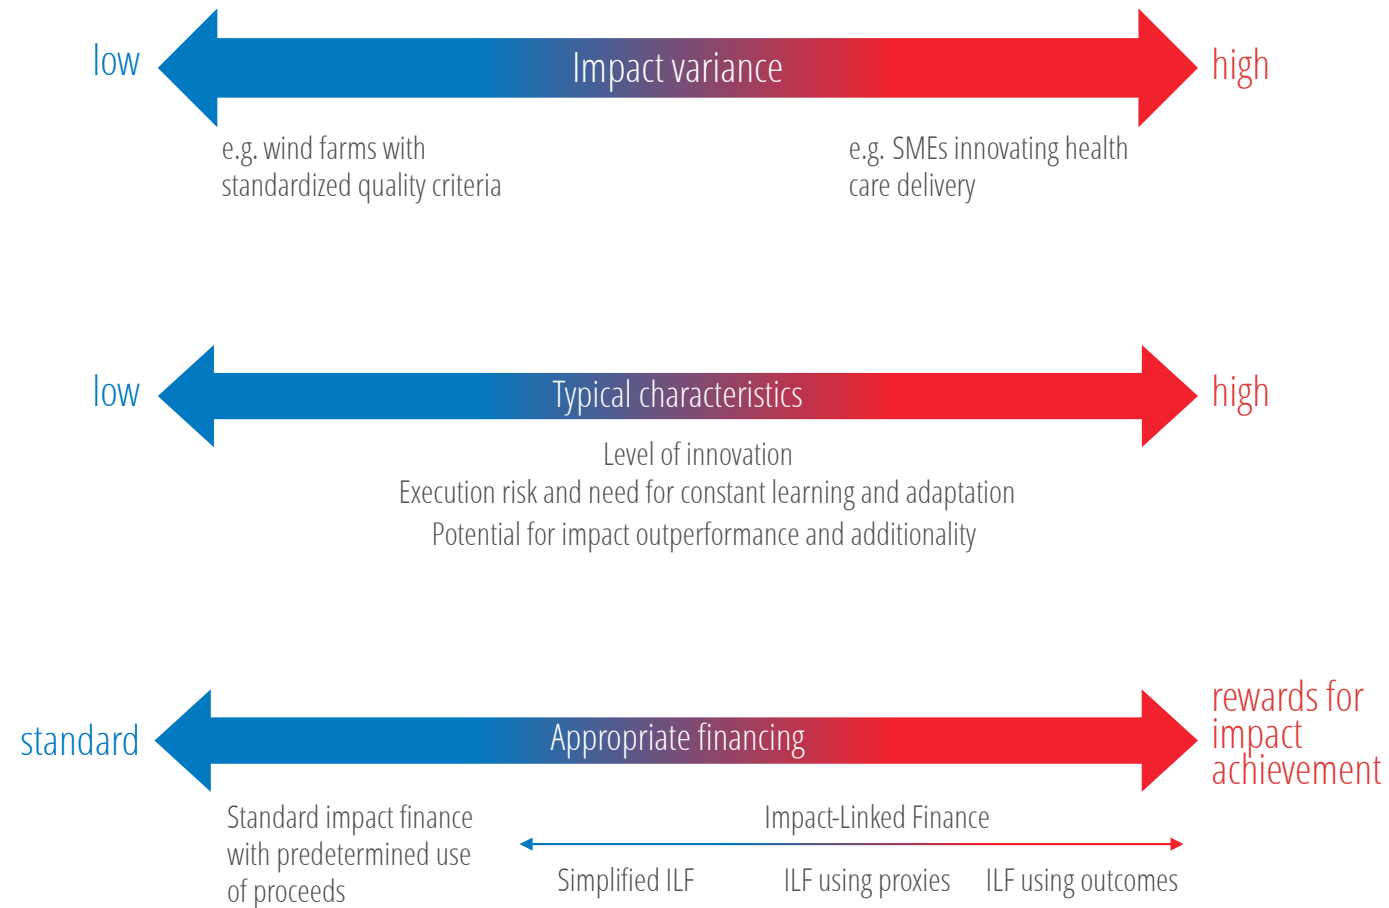 low
Impact variance
high
e.g. wind farms with
standardized quality criteria
e.g. SMEs innovating health
care delivery
low
Typical characteristics
high
Level of innovation
Execution risk and need for constant learning and adaptation
Potential for impact outperformance and additionality
standard
Appropriate financing
rewards for
impact
achievement
Standard impact finance
with predetermined use
of proceeds
Impact-Linked Finance
Simplified ILF
ILF using proxies
ILF using outcomes